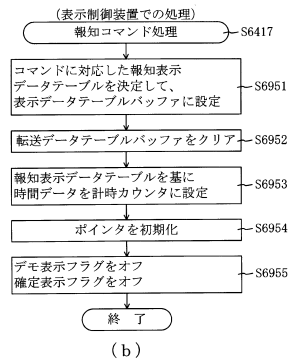 （表示制御装置での処理）
報知コマンド処理
S6417
コマンドに対応した報知表示
データテーブルを決定して、
表示データテーブルバッファに設定
S6951
転送データテーブルバッファをクリア
S6952
報知表示データテーブルを基に
時間データを計時カウンタに設定
S6953
ポインタを初期化
S6954
デモ表示フラグをオフ
確定表示フラグをオフ
S6955
終 了
（ｂ）